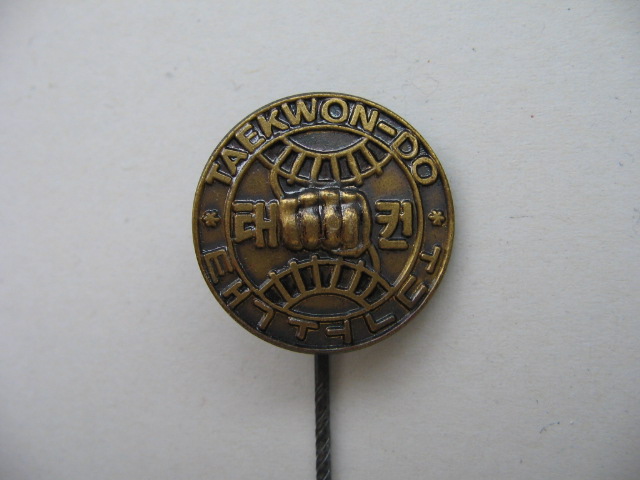 TAEKWON-DO
태 권
ㅌㅐㄱㅜㅓㄴㄷㅗ